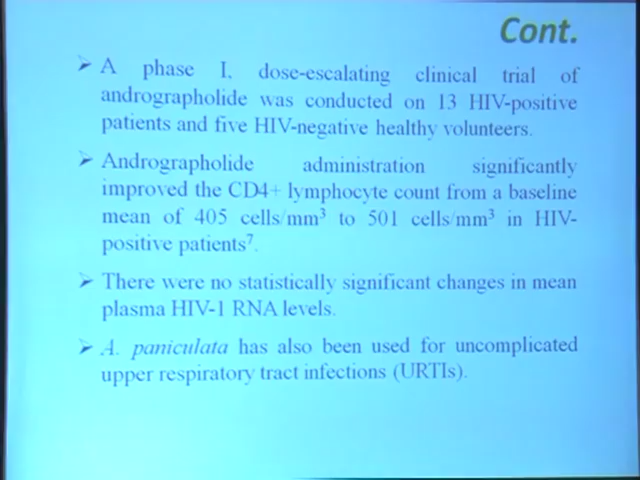 Cont.
➢ A phase I, dose-escalating clinical trial of
andrographolide was conducted on 13 HIV-positive
patients and five HIV-negative healthy volunteers.
➢ Andrographolide administration significantly
improved the CD4+ lymphocyte count from a baseline
mean of 405 cells/mm³ to 501 cells/mm³ in HIV-
positive patients⁷.
➢ There were no statistically significant changes in mean
plasma HIV-1 RNA levels.
➢ A. paniculata has also been used for uncomplicated
upper respiratory tract infections (URTIs).